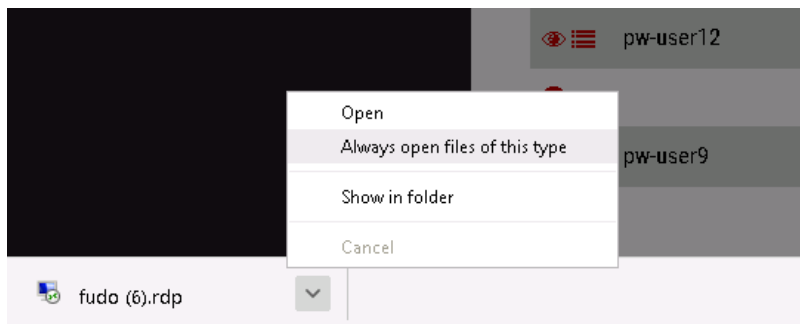 pw-user12
Open
Always open files of this type
pw-user9
Show in folder
Cancel
fudo (6).rdp